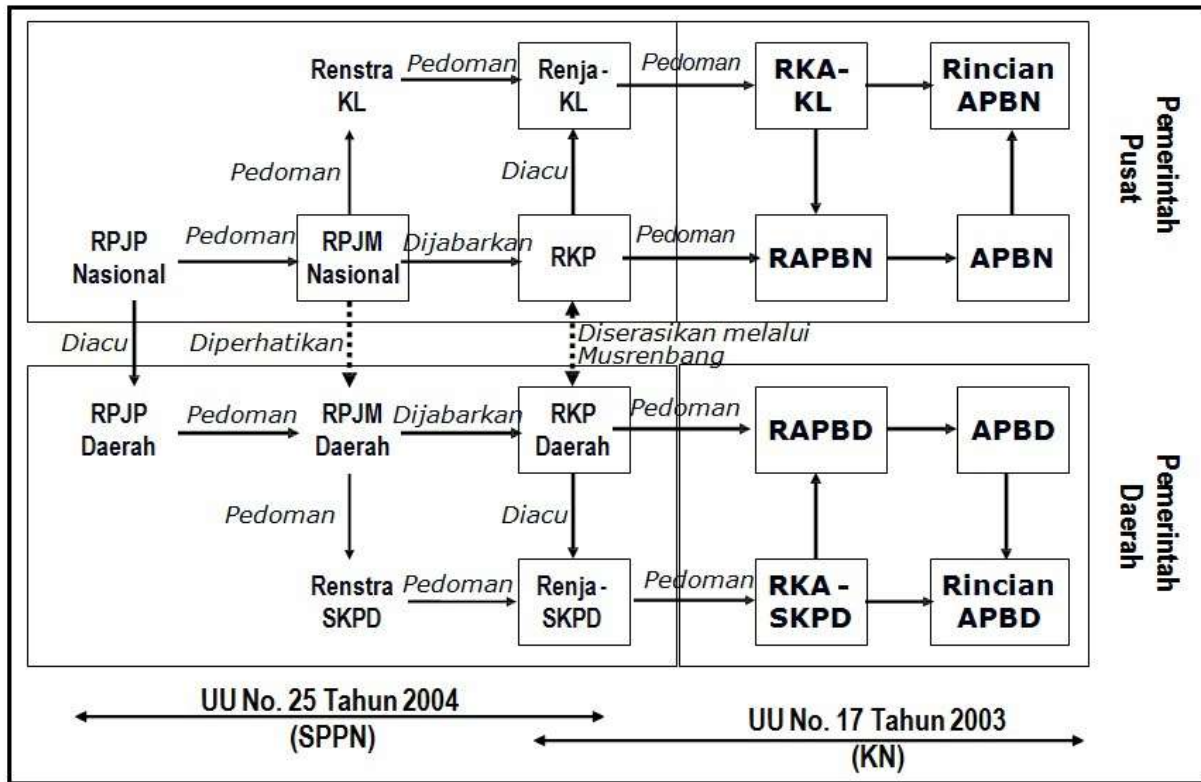 Renstra
KL
Pedoman
Renja-
KL
Pedoman
RKA-
KL
Rincian
APBN
Pemerintah
Pusat
Pedoman
Diacu
RPJP
Nasional
Pedoman
RPJM
Nasional
Dijabarkan
RKP
Pedoman
RAPBN
APBN
Diacu
Diperhatikan
Diserasikan melalui
Musrenbang
RPJP
Daerah
Pedoman
RPJM
Daerah
Dijabarkan
RKP
Daerah
Pedoman
RAPBD
APBD
Pemerintah
Daerah
Pedoman
Diacu
Renstra
SKPD
Pedoman
Renja-
SKPD
Pedoman
RKA -
SKPD
Rincian
APBD
UU No. 25 Tahun 2004
(SPPN)
UU No. 17 Tahun 2003
(KN)